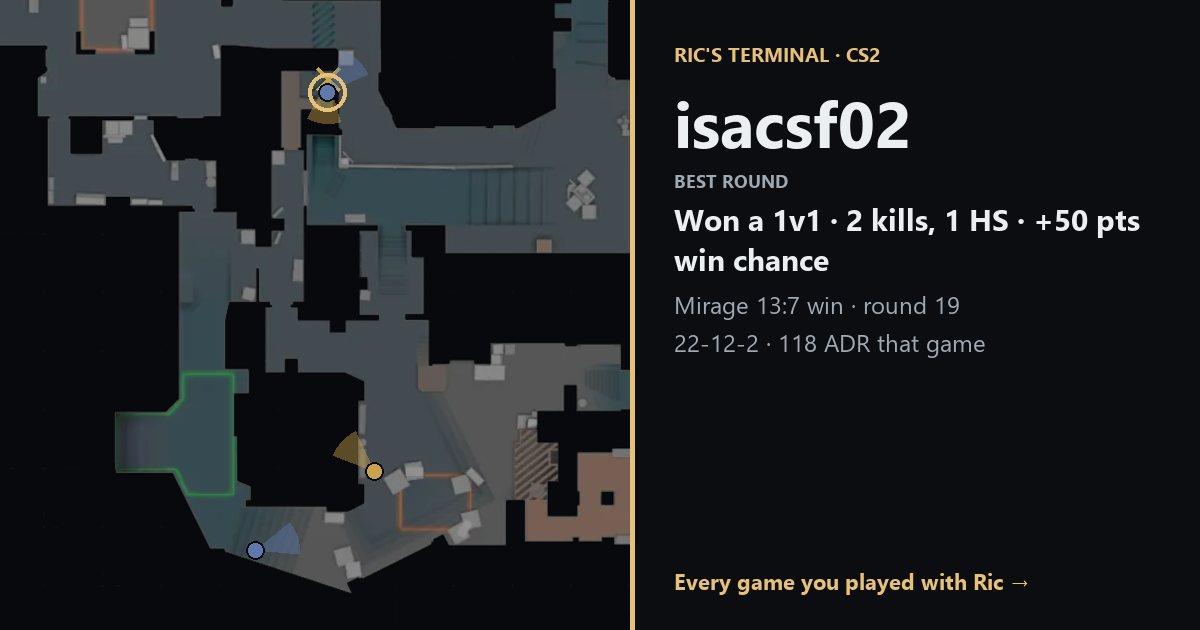 RIC'S TERMINAL · CS2
isacsf02
BEST ROUND
Won a 1v1 · 2 kills, 1 HS · +50 pts
win chance
Mirage 13:7 win · round 19
22-12-2 · 118 ADR that game
Every game you played with Ric →